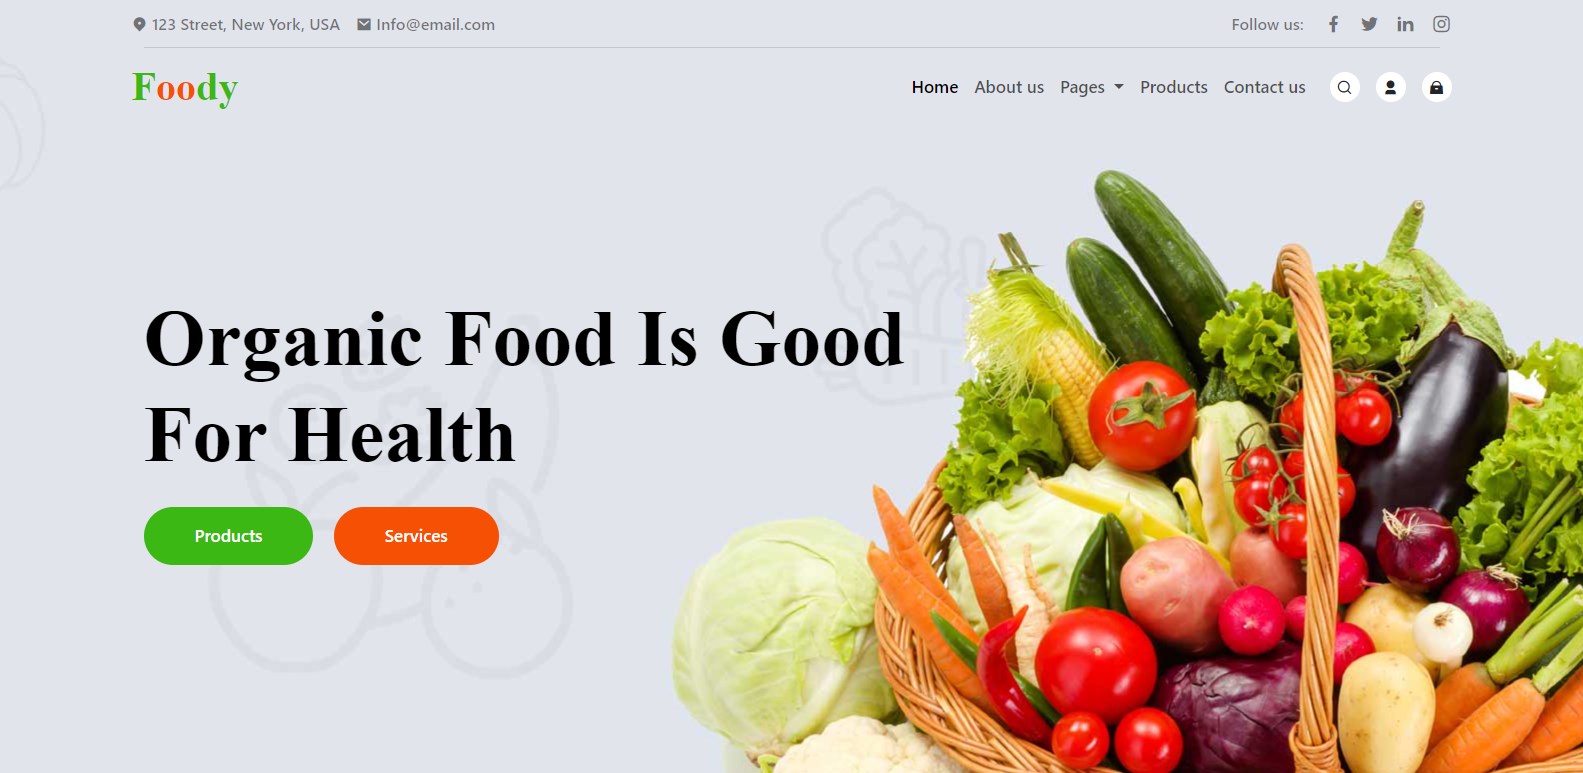 123 Street, New York, USA Info@email.com Follow us:
Foody Home About us Pages Products Contact us
Organic Food Is Good
For Health
Products Services